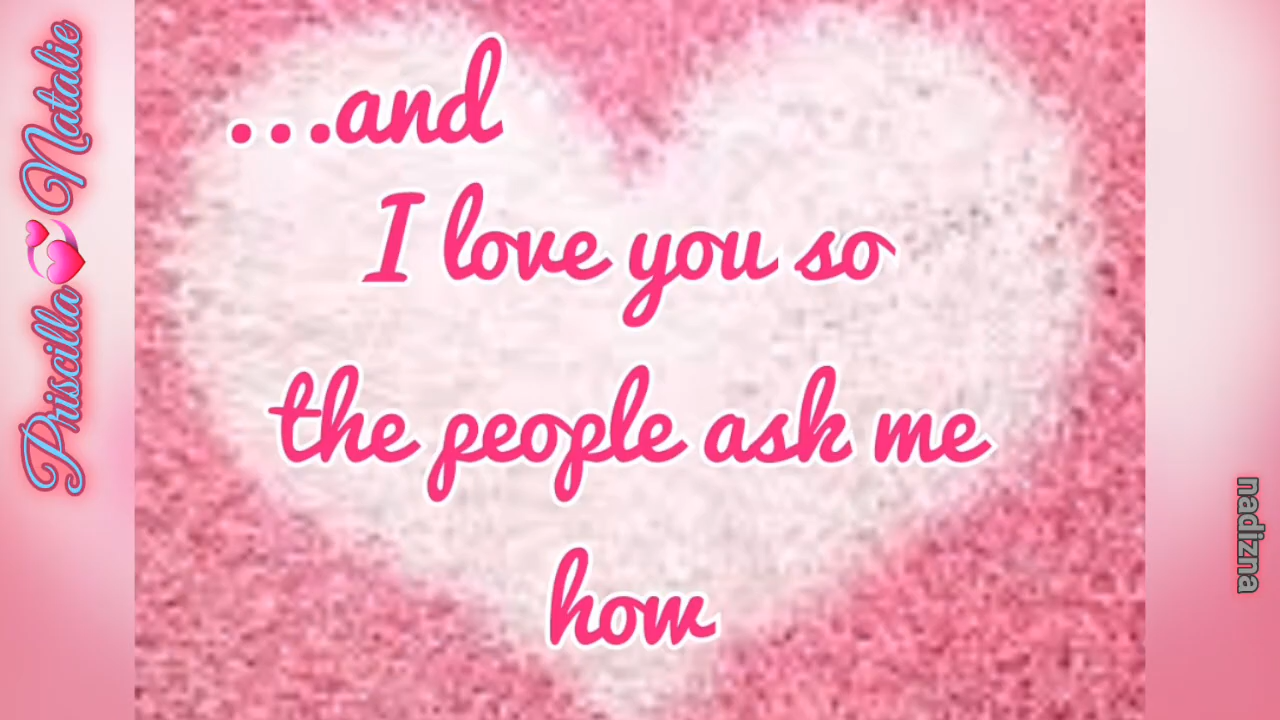 Priscilla💞Natalie
...and
I love you so
the people ask me
how
nadizna